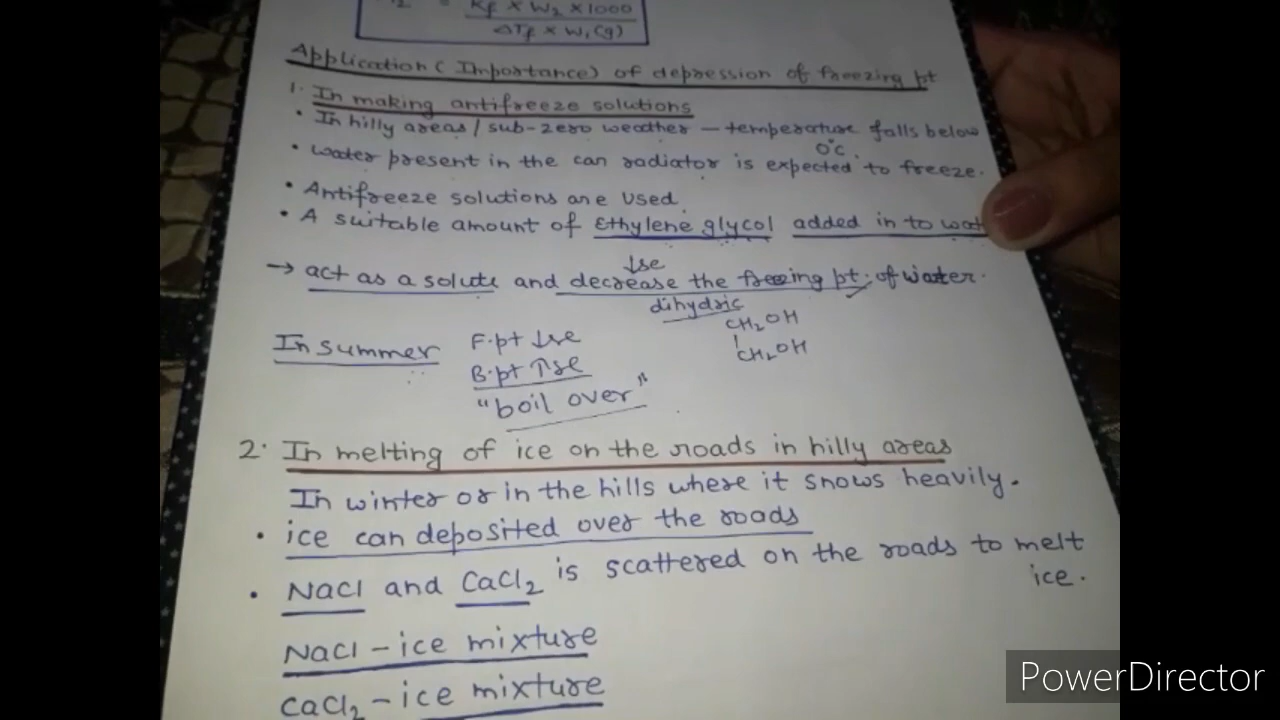 = Kf × W2 × 1000
ΔTf × W1(g)
Application (Importance) of depression of freezing pt
1. In making antifreeze solutions
• In hilly areas / sub-zero weather – temperature falls below 0°C.
• Water present in the can radiator is expected to freeze.
• Antifreeze solutions are used.
• A suitable amount of Ethylene glycol added in to wat
↓se
→ act as a solute and decrease the freezing pt. of water.
dihydric
CH2OH
CH2OH
In summer
F.pt ↓se
B.pt ↑se
"boil over"
2. In melting of ice on the roads in hilly areas
In winter or in the hills where it snows heavily.
• ice can deposited over the roads
• NaCl and CaCl2 is scattered on the roads to melt ice.
NaCl – ice mixture
CaCl2 – ice mixture
PowerDirector